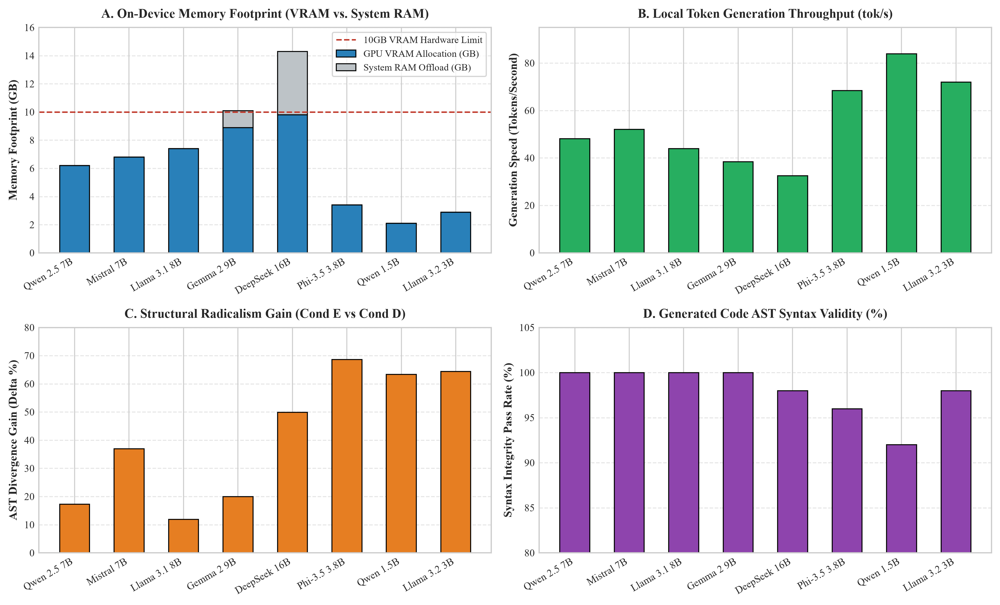 A. On-Device Memory Footprint (VRAM vs. System RAM)
Memory Footprint (GB)
16
14
12
10
8
6
4
2
0
10GB VRAM Hardware Limit
GPU VRAM Allocation (GB)
System RAM Offload (GB)
Qwen 2.5 7B
Mistral 7B
Llama 3.1 8B
Gemma 2 9B
DeepSeek 16B
Phi-3.5 3.8B
Qwen 1.5B
Llama 3.2 3B
B. Local Token Generation Throughput (tok/s)
Generation Speed (Tokens/Second)
80
60
40
20
0
Qwen 2.5 7B
Mistral 7B
Llama 3.1 8B
Gemma 2 9B
DeepSeek 16B
Phi-3.5 3.8B
Qwen 1.5B
Llama 3.2 3B
C. Structural Radicalism Gain (Cond E vs Cond D)
AST Divergence Gain (Delta %)
80
70
60
50
40
30
20
10
0
Qwen 2.5 7B
Mistral 7B
Llama 3.1 8B
Gemma 2 9B
DeepSeek 16B
Phi-3.5 3.8B
Qwen 1.5B
Llama 3.2 3B
D. Generated Code AST Syntax Validity (%)
Syntax Integrity Pass Rate (%)
105
100
95
90
85
80
Qwen 2.5 7B
Mistral 7B
Llama 3.1 8B
Gemma 2 9B
DeepSeek 16B
Phi-3.5 3.8B
Qwen 1.5B
Llama 3.2 3B